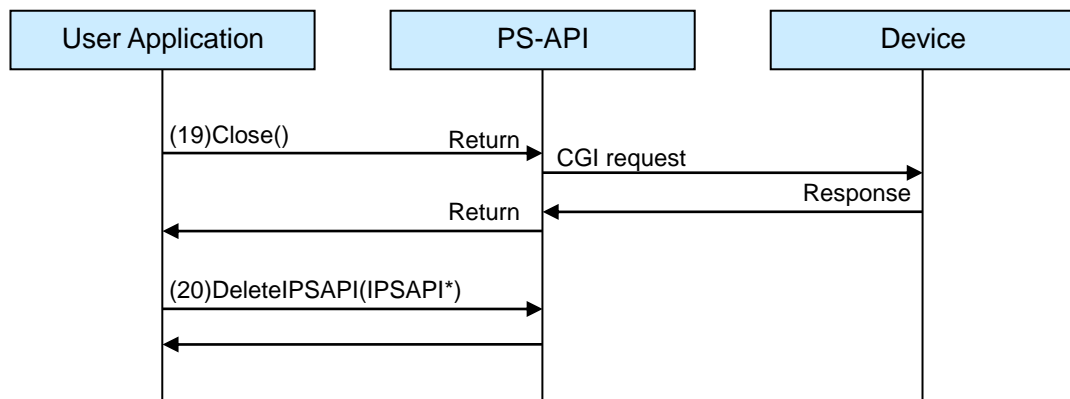 User Application
PS-API
Device
(19)Close()
Return
CGI request
Response
Return
(20)DeleteIPSAPI(IPSAPI*)